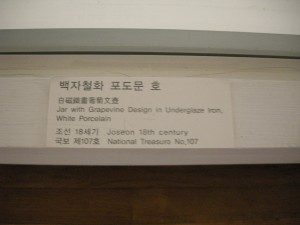 백자철화 포도문 호
白磁鐵畫葡萄文壺
Jar with Grapevine Design in Underglaze Iron,
White Porcelain
조선 18세기 Joseon 18th century
국보 제107호 National Treasure No.107